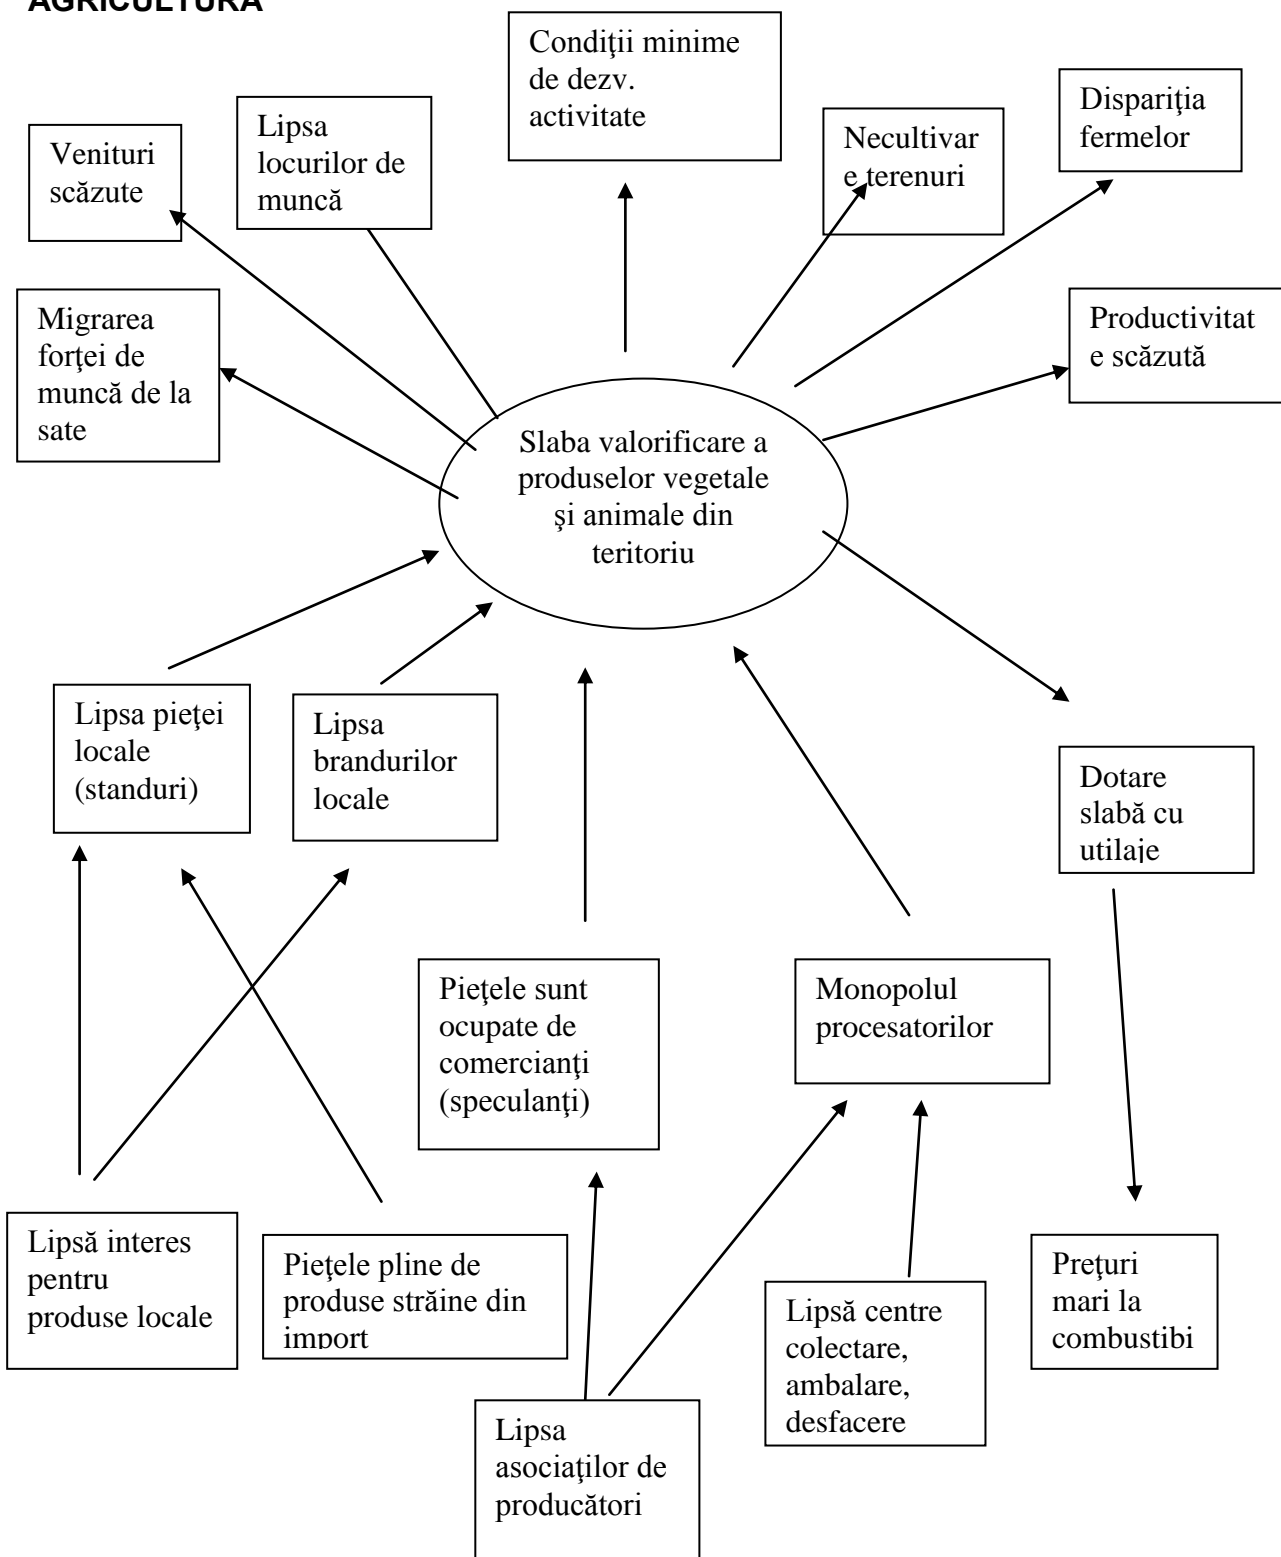 AGRICULTURA
Condiţii minime
de dezv.
activitate
Dispariţia
fermelor
Lipsa
locurilor de
muncă
Necultivar
e terenuri
Venituri
scăzute
Migrarea
forţei de
muncă de la
sate
Productivitat
e scăzută
Slaba valorificare a
produselor vegetale
şi animale din
teritoriu
Lipsa pieţei
locale
(standuri)
Lipsa
brandurilor
locale
Dotare
slabă cu
utilaje
Pieţele sunt
ocupate de
comercianţi
(speculanţi)
Monopolul
procesatorilor
Lipsă interes
pentru
produse locale
Pieţele pline de
produse străine din
import
Lipsă centre
colectare,
ambalare,
desfacere
Preţuri
mari la
combustibi
Lipsa
asociaţilor de
producători